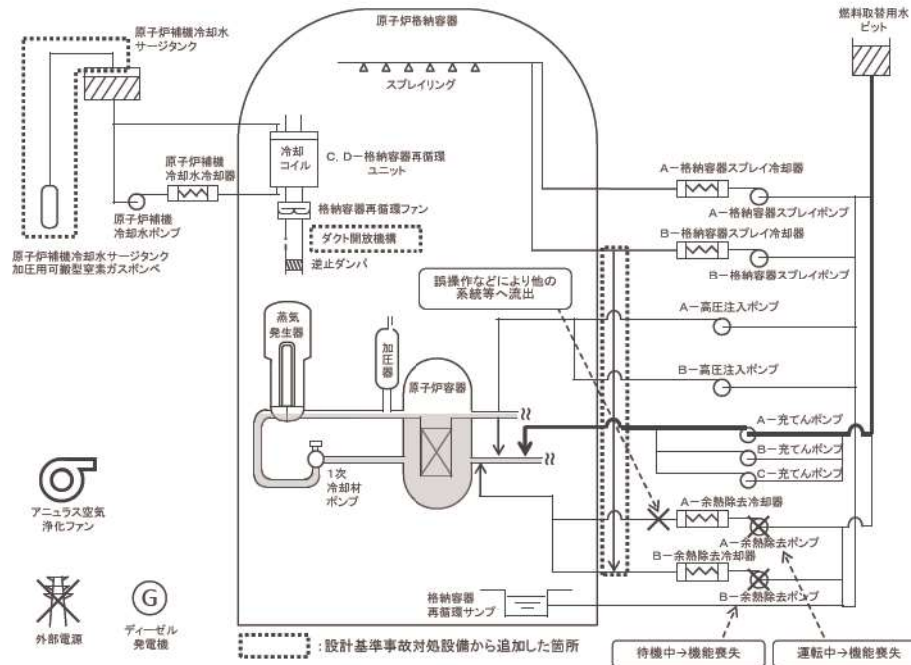 原子炉格納容器
燃料取替用水
ピット
原子炉補機冷却水
サージタンク
スプレイリング
冷却
コイル
C,D-格納容器再循環
ユニット
原子炉補機
冷却水冷却器
格納容器再循環ファン
原子炉補機
冷却水ポンプ
ダクト開放機構
逆止ダンパ
原子炉補機冷却水サージタンク
加圧用可搬型窒素ガスボンベ
A-格納容器スプレイ冷却器
A-格納容器スプレイポンプ
B-格納容器スプレイ冷却器
B-格納容器スプレイポンプ
誤操作などにより他の
系統等へ流出
A-高圧注入ポンプ
B-高圧注入ポンプ
蒸気
発生器
加圧器
原子炉容器
1次
冷却材
ポンプ
A-充てんポンプ
B-充てんポンプ
C-充てんポンプ
A-余熱除去冷却器
A-余熱除去ポンプ
B-余熱除去冷却器
B-余熱除去ポンプ
アニュラス空気
浄化ファン
外部電源
G
ディーゼル
発電機
格納容器
再循環サンプ
:設計基準事故対処設備から追加した箇所
待機中→機能喪失
運転中→機能喪失